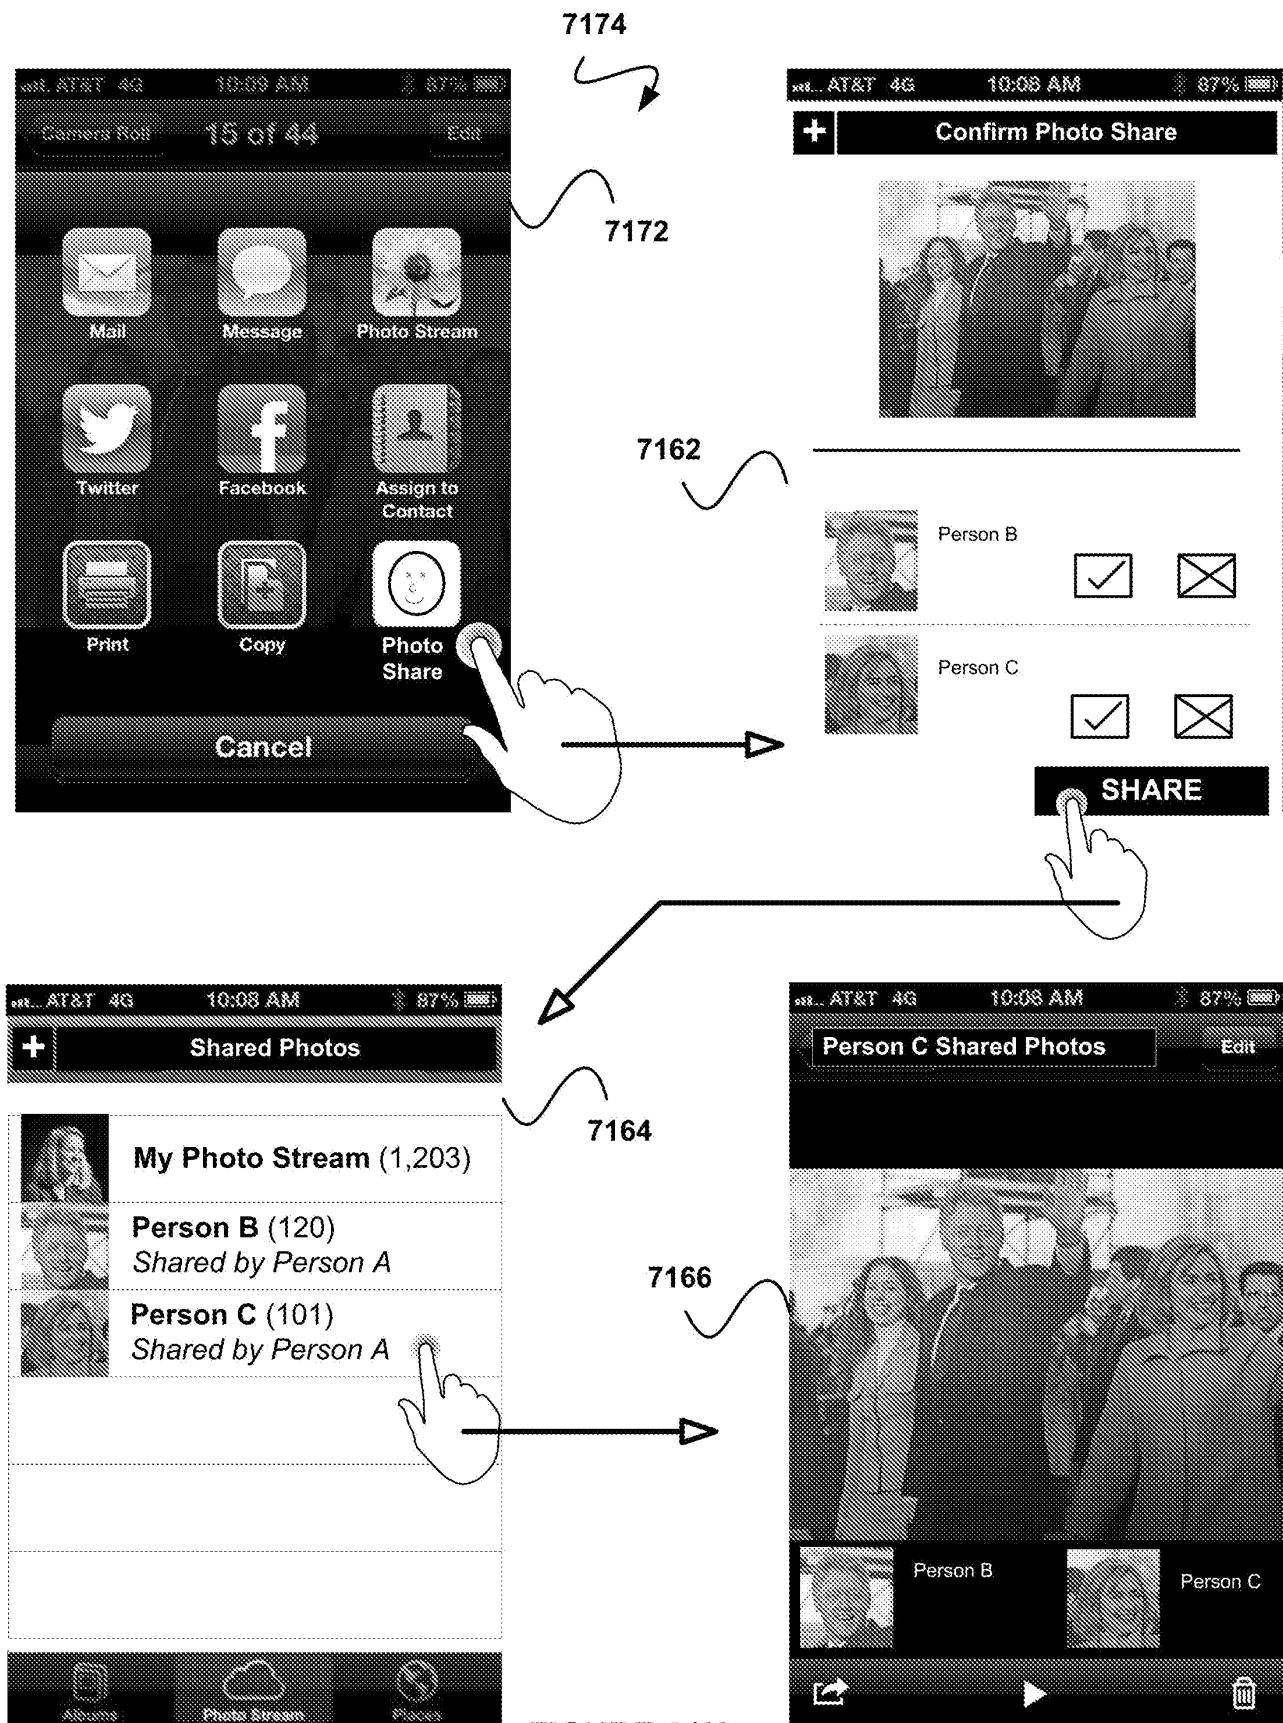 7174
AT&T 4G 10:09 AM 87%
Camera Roll 15 of 44 Edit
7172
Mail Message Photo Stream
Twitter Facebook Assign to
Contact
Print Copy Photo
Share
Cancel
AT&T 4G 10:08 AM 87%
+ Confirm Photo Share
7162
Person B
Person C
SHARE
AT&T 4G 10:08 AM 87%
+ Shared Photos
7164
My Photo Stream (1,203)
Person B (120)
Shared by Person A
Person C (101)
Shared by Person A
Albums Photo Stream Places
AT&T 4G 10:08 AM 87%
Person C Shared Photos Edit
7166
Person B Person C